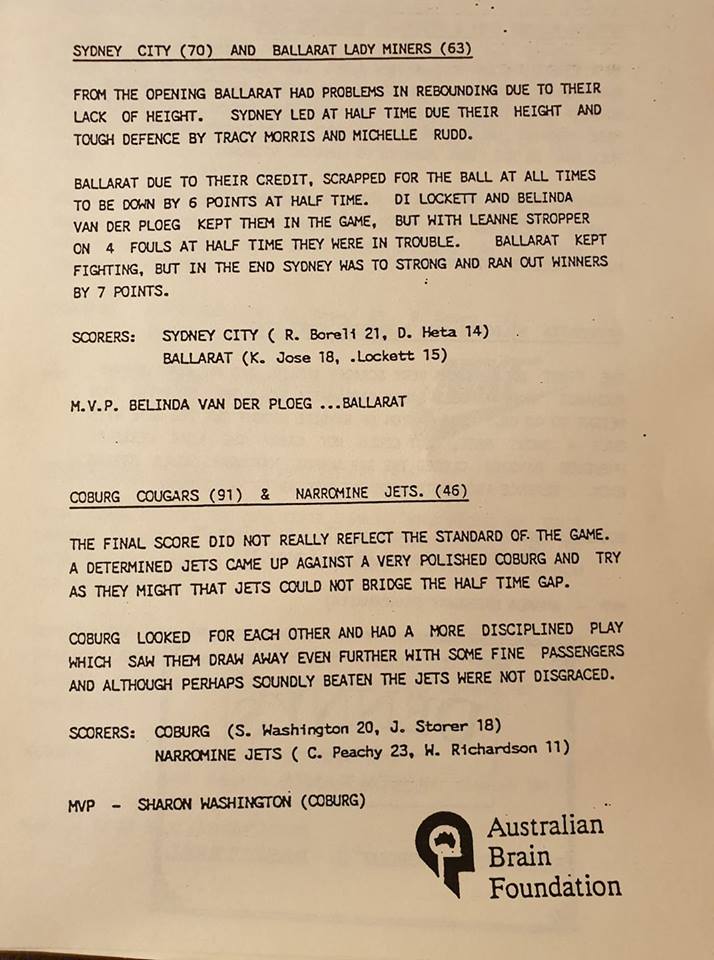 SYDNEY CITY (70) AND BALLARAT LADY MINERS (63)
FROM THE OPENING BALLARAT HAD PROBLEMS IN REBOUNDING DUE TO THEIR
LACK OF HEIGHT. SYDNEY LED AT HALF TIME DUE THEIR HEIGHT AND
TOUGH DEFENCE BY TRACY MORRIS AND MICHELLE RUDD.
BALLARAT DUE TO THEIR CREDIT, SCRAPPED FOR THE BALL AT ALL TIMES
TO BE DOWN BY 6 POINTS AT HALF TIME. DI LOCKETT AND BELINDA
VAN DER PLOEG KEPT THEM IN THE GAME, BUT WITH LEANNE STROPPER
ON 4 FOULS AT HALF TIME THEY WERE IN TROUBLE. BALLARAT KEPT
FIGHTING, BUT IN THE END SYDNEY WAS TO STRONG AND RAN OUT WINNERS
BY 7 POINTS.
SCORERS: SYDNEY CITY ( R. Boreli 21, D. Heta 14)
BALLARAT (K. Jose 18, .Lockett 15)
M.V.P. BELINDA VAN DER PLOEG ...BALLARAT
COBURG COUGARS (91) & NARROMINE JETS. (46)
THE FINAL SCORE DID NOT REALLY REFLECT THE STANDARD OF THE GAME.
A DETERMINED JETS CAME UP AGAINST A VERY POLISHED COBURG AND TRY
AS THEY MIGHT THAT JETS COULD NOT BRIDGE THE HALF TIME GAP.
COBURG LOOKED FOR EACH OTHER AND HAD A MORE DISCIPLINED PLAY
WHICH SAW THEM DRAW AWAY EVEN FURTHER WITH SOME FINE PASSENGERS
AND ALTHOUGH PERHAPS SOUNDLY BEATEN THE JETS WERE NOT DISGRACED.
SCORERS: COBURG (S. Washington 20, J. Storer 18)
NARROMINE JETS ( C. Peachy 23, W. Richardson 11)
MVP - SHARON WASHINGTON (COBURG)
Australian
Brain
Foundation